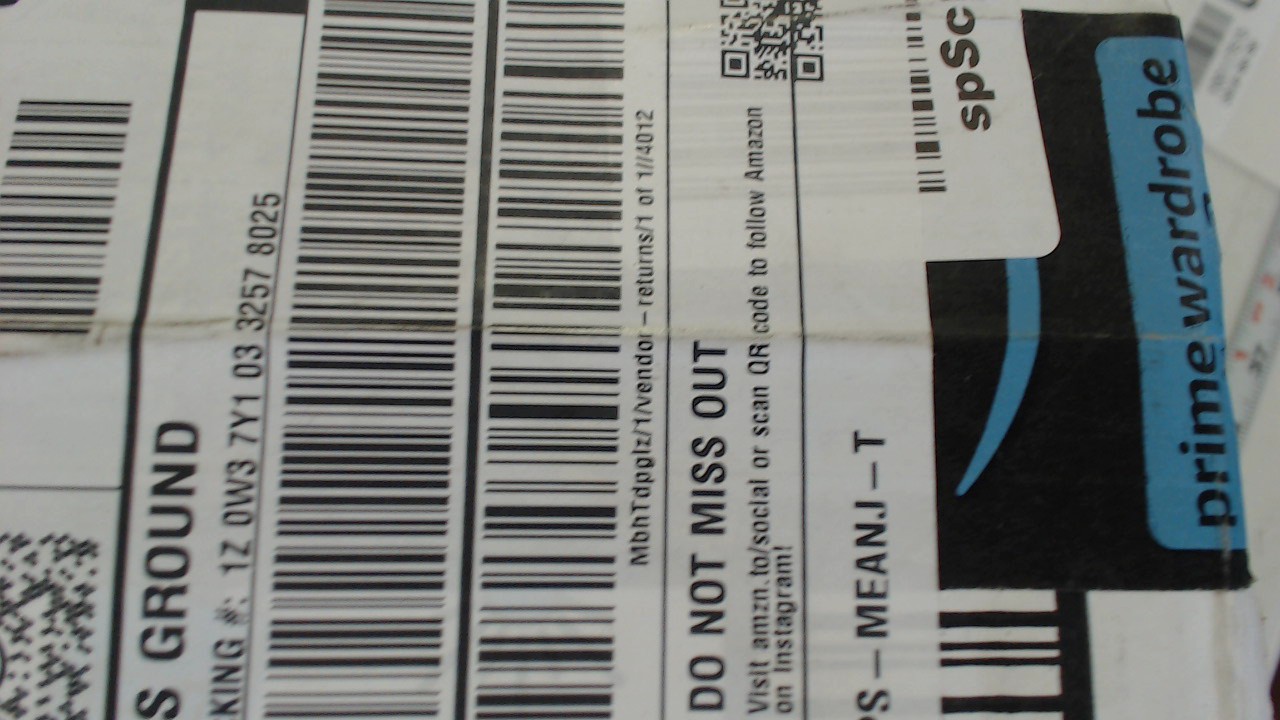 S GROUND
KING #: 1Z 0W3 7Y1 03 3257 8025
MbhTdpglz/1/vendor-returns/1 of 1//4012
DO NOT MISS OUT
Visit amzn.to/social or scan QR code to follow Amazon
on Instagram!
PS-MEANJ-T
spSc
prime wardrobe